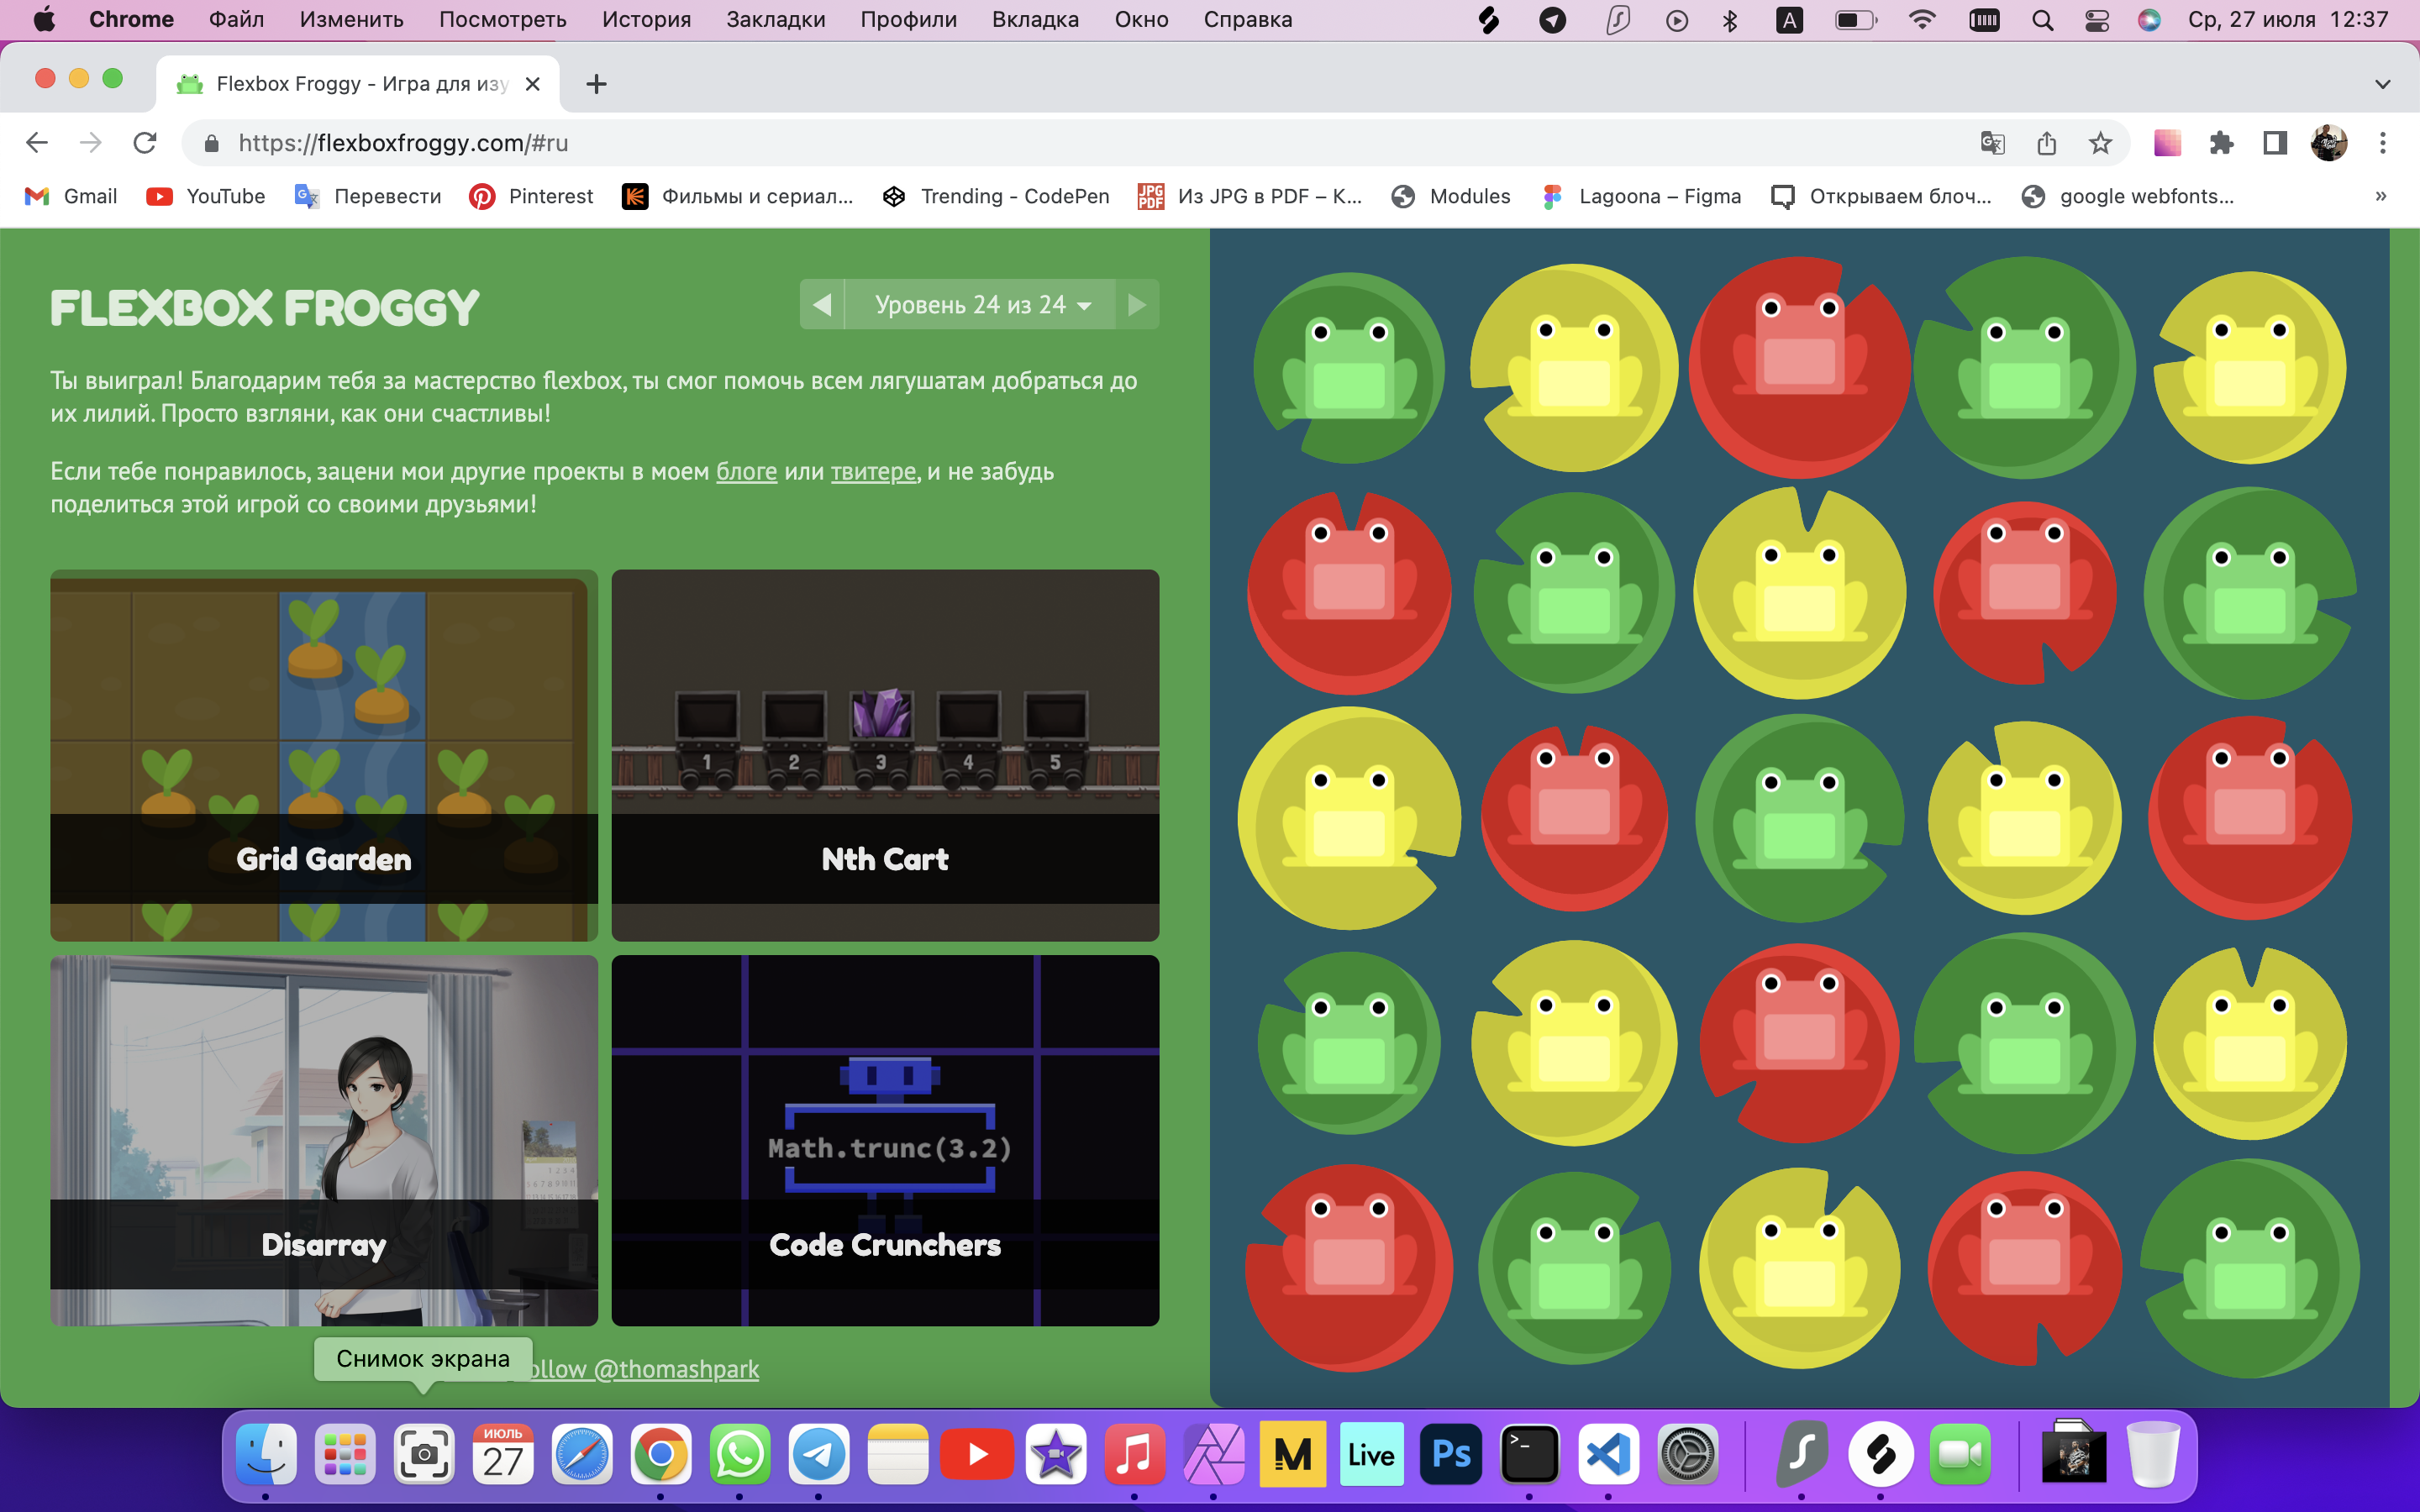 Chrome Файл Изменить Посмотреть История Закладки Профили Вкладка Окно Справка A Ср, 27 июля 12:37
Flexbox Froggy - Игра для изу
https://flexboxfroggy.com/#ru
Gmail YouTube Перевести Pinterest Фильмы и сериал... Trending - CodePen JPG PDF Из JPG в PDF – К... Modules Lagoona – Figma Открываем блоч... google webfonts... »
FLEXBOX FROGGY
Уровень 24 из 24
Ты выиграл! Благодарим тебя за мастерство flexbox, ты смог помочь всем лягушатам добраться до
их лилий. Просто взгляни, как они счастливы!
Если тебе понравилось, зацени мои другие проекты в моем блоге или твитере, и не забудь
поделиться этой игрой со своими друзьями!
1 2 3 4 5
Grid Garden
Nth Cart
Math.trunc(3.2)
Disarray
Code Crunchers
Снимок экрана
ollow @thomashpark
ИЮЛЬ
27
M
Live
Ps
>_